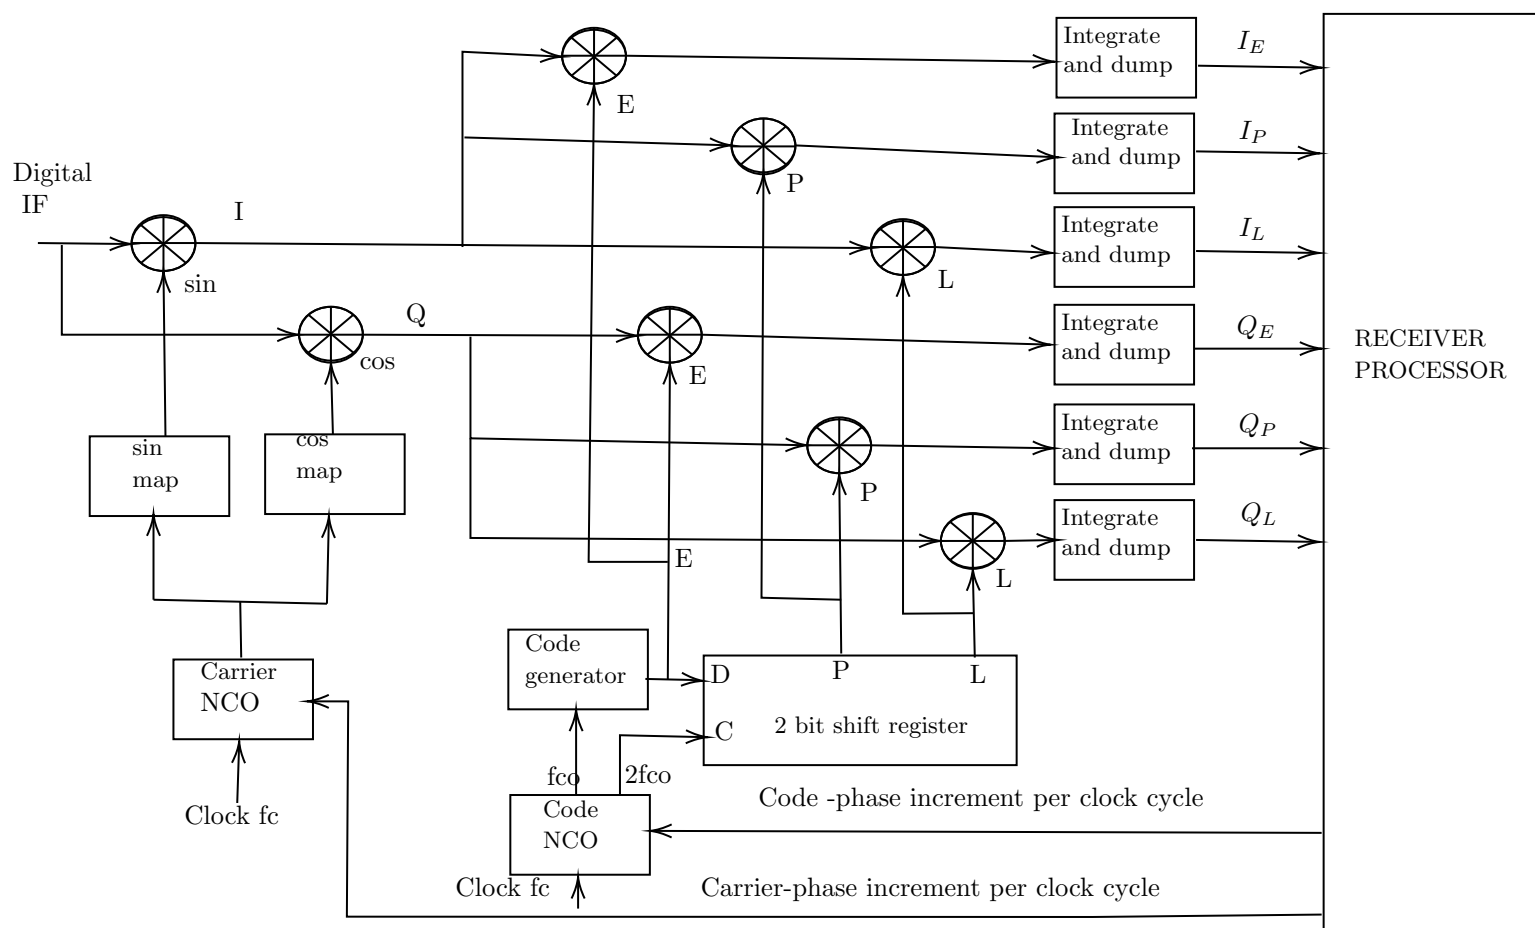 Integrate
and dump
I_E
E
Integrate
and dump
I_P
P
Digital
IF
I
sin
Integrate
and dump
I_L
L
Q
cos
E
Integrate
and dump
Q_E
RECEIVER
PROCESSOR
sin
map
cos
map
Integrate
and dump
Q_P
P
Integrate
and dump
Q_L
E
L
Carrier
NCO
Clock fc
Code
generator
D
P
L
C
2 bit shift register
fco
2fco
Code
NCO
Code -phase increment per clock cycle
Clock fc
Carrier-phase increment per clock cycle